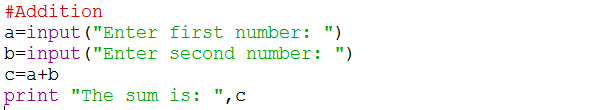 #Addition
a=input("Enter first number: ")
b=input("Enter second number: ")
c=a+b
print "The sum is: ",c